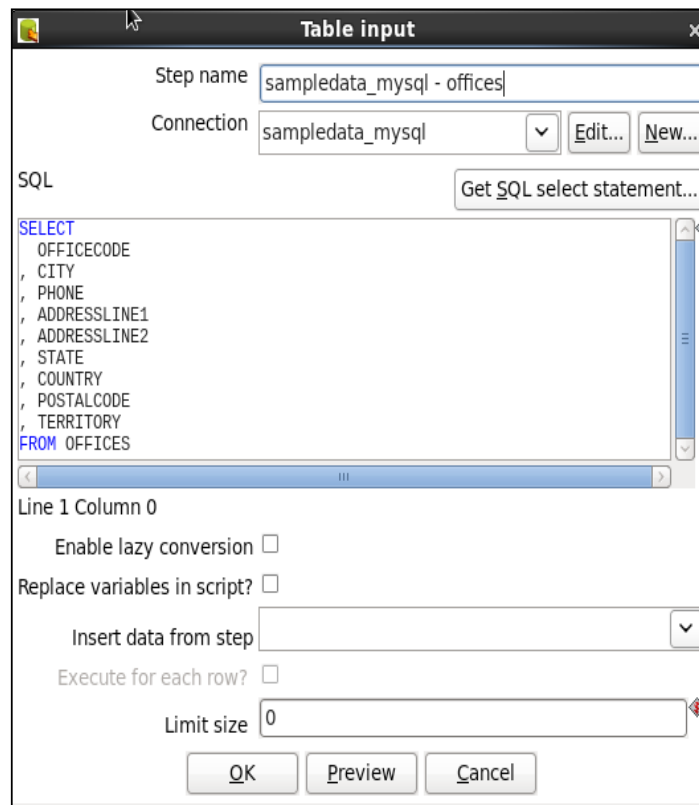 Table input
Step name sampledata_mysql - offices
Connection sampledata_mysql Edit... New...
SQL
Get SQL select statement...
SELECT
OFFICECODE
, CITY
, PHONE
, ADDRESSLINE1
, ADDRESSLINE2
, STATE
, COUNTRY
, POSTALCODE
, TERRITORY
FROM OFFICES
Line 1 Column 0
Enable lazy conversion
Replace variables in script?
Insert data from step
Execute for each row?
Limit size 0
OK Preview Cancel